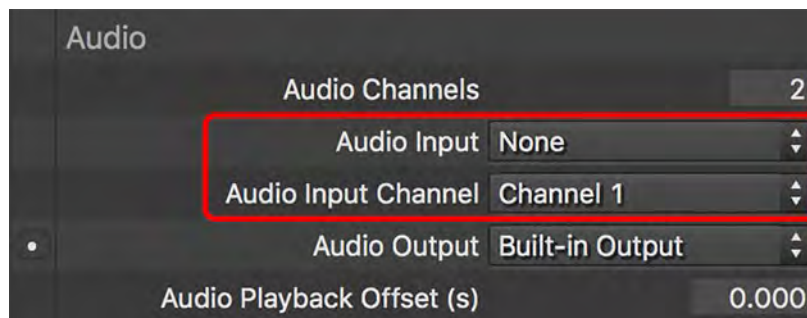 Audio
Audio Channels 2
Audio Input None
Audio Input Channel Channel 1
Audio Output Built-in Output
Audio Playback Offset (s) 0.000